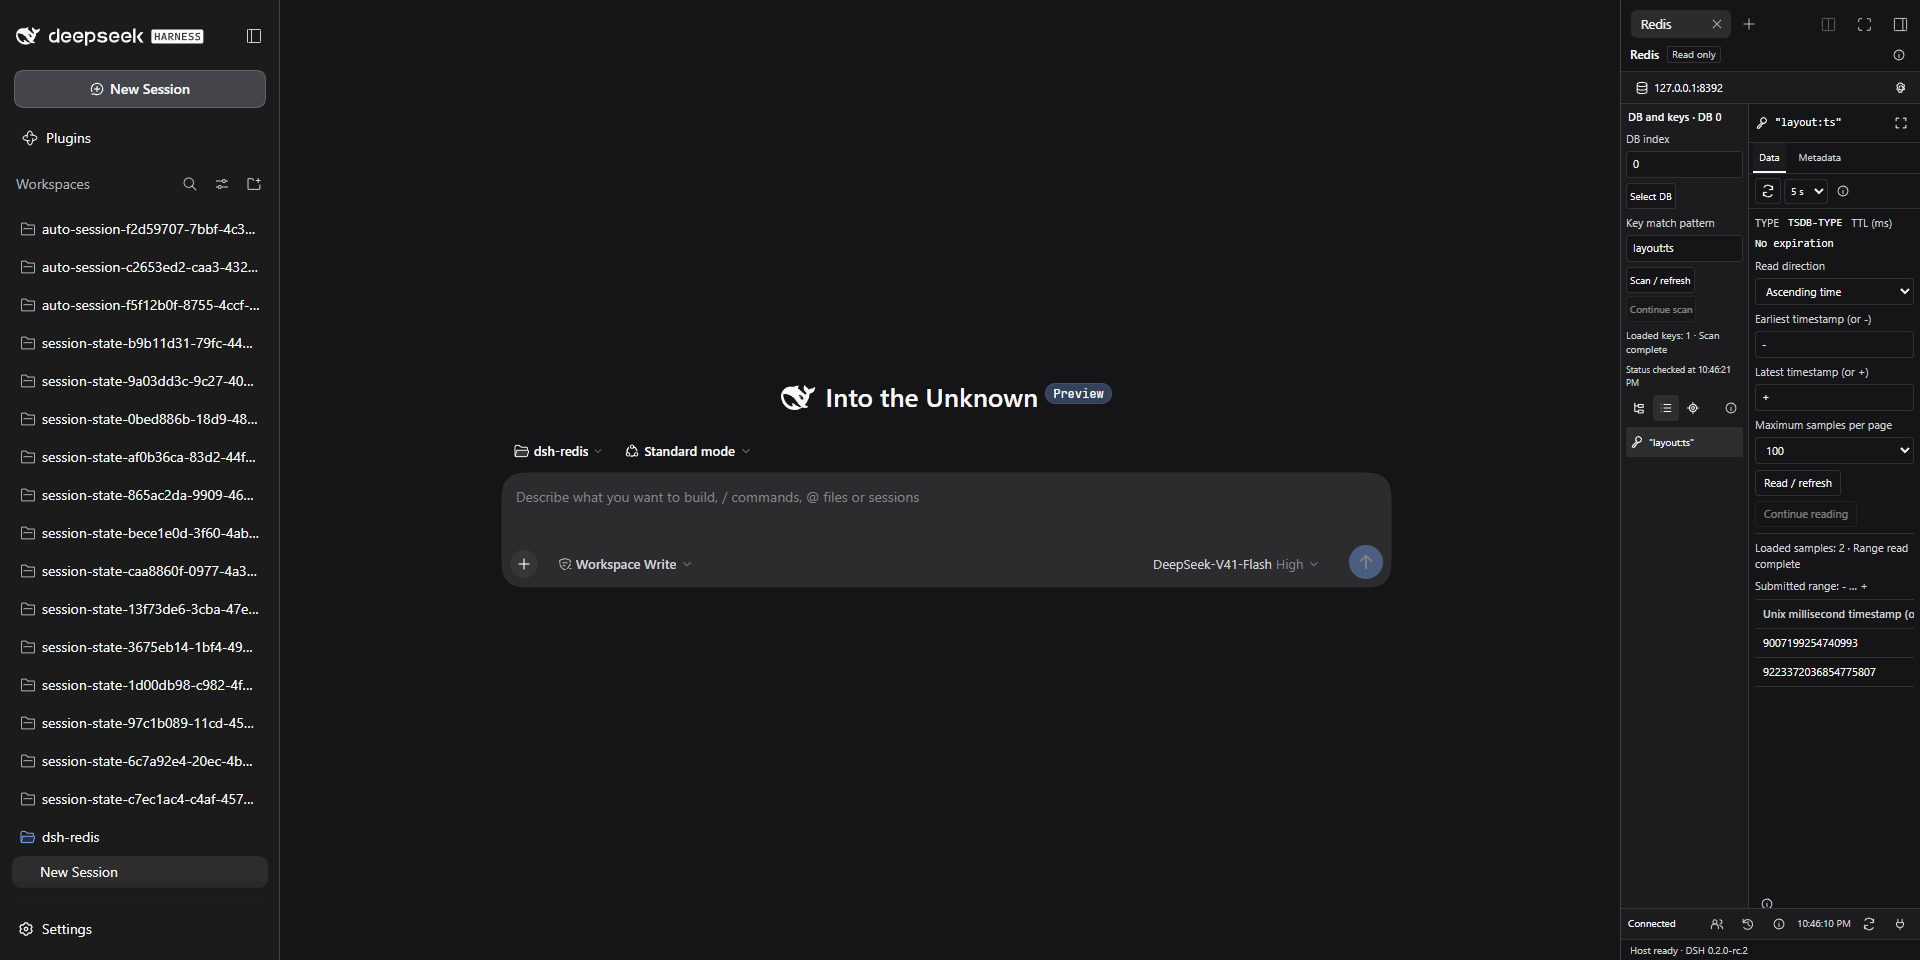 deepseek HARNESS
New Session
Plugins
Workspaces
auto-session-f2d59707-7bbf-4c3...
auto-session-c2653ed2-caa3-432...
auto-session-f5f12b0f-8755-4ccf-...
session-state-b9b11d31-79fc-44...
session-state-9a03dd3c-9c27-40...
session-state-0bed886b-18d9-48...
session-state-af0b36ca-83d2-44f...
session-state-865ac2da-9909-46...
session-state-bece1e0d-3f60-4ab...
session-state-caa8860f-0977-4a3...
session-state-13f73de6-3cba-47e...
session-state-3675eb14-1bf4-49...
session-state-1d00db98-c982-4f...
session-state-97c1b089-11cd-45...
session-state-6c7a92e4-20ec-4b...
session-state-c7ec1ac4-c4af-457...
dsh-redis
New Session
Settings
Into the Unknown Preview
dsh-redis Standard mode
Describe what you want to build, / commands, @ files or sessions
Workspace Write DeepSeek-V41-Flash High
Redis
Redis Read only
127.0.0.1:8392
DB and keys · DB 0
DB index
0
Select DB
Key match pattern
layout:ts
Scan / refresh
Continue scan
Loaded keys: 1 · Scan
complete
Status checked at 10:46:21
PM
"layout:ts"
"layout:ts"
Data Metadata
5 s
TYPE TSDB-TYPE TTL (ms)
No expiration
Read direction
Ascending time
Earliest timestamp (or -)
-
Latest timestamp (or +)
+
Maximum samples per page
100
Read / refresh
Continue reading
Loaded samples: 2 · Range read
complete
Submitted range: - ... +
Unix millisecond timestamp (o
9007199254740993
9223372036854775807
Connected 10:46:10 PM
Host ready · DSH 0.2.0-rc.2